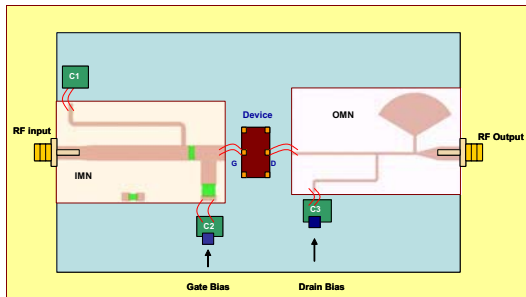 C1
Device
OMN
RF input
RF Output
G
D
IMN
C2
C3
Gate Bias
Drain Bias